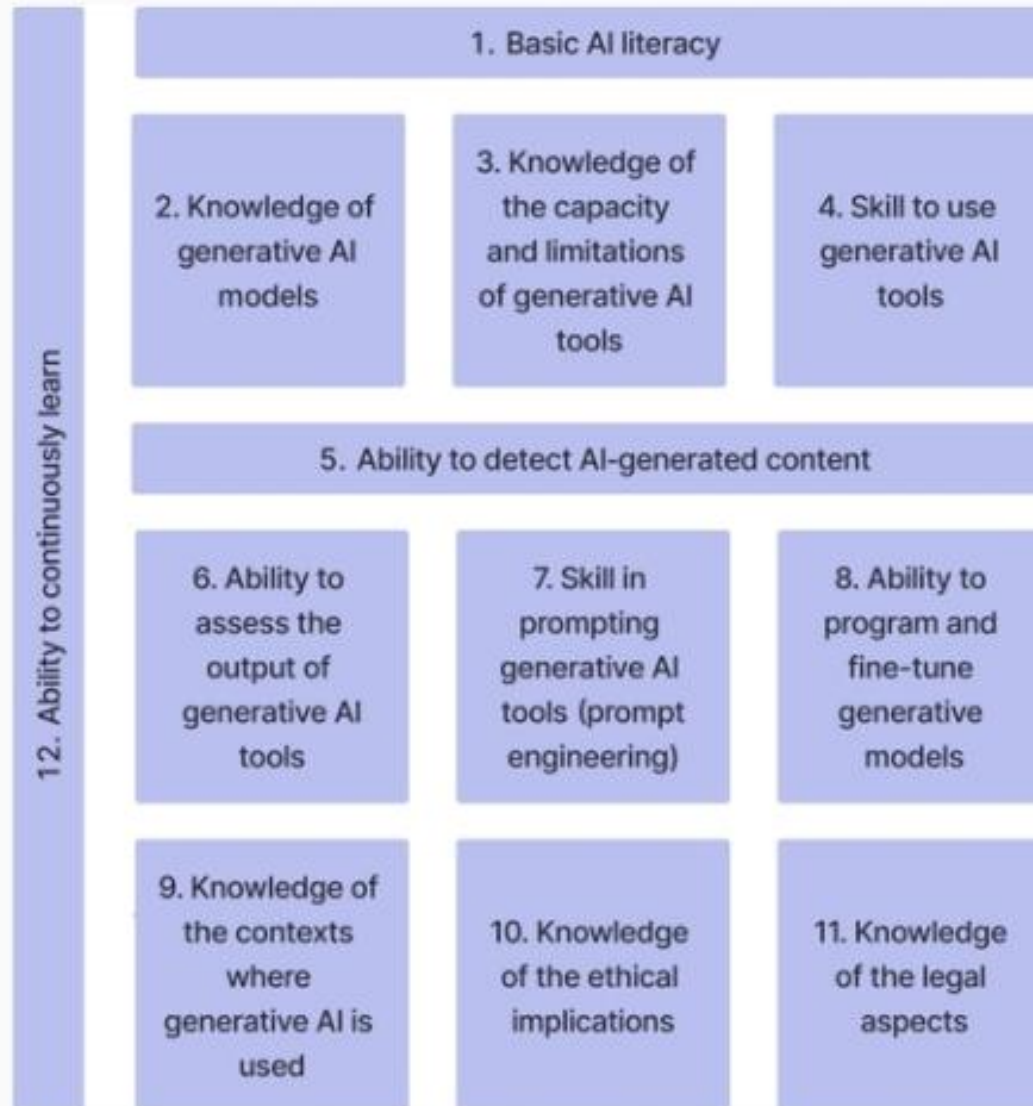 1. Basic AI literacy
2. Knowledge of
generative AI
models
3. Knowledge of
the capacity
and limitations
of generative AI
tools
4. Skill to use
generative AI
tools
5. Ability to detect AI-generated content
6. Ability to
assess the
output of
generative AI
tools
7. Skill in
prompting
generative AI
tools (prompt
engineering)
8. Ability to
program and
fine-tune
generative
models
9. Knowledge of
the contexts
where
generative AI is
used
10. Knowledge
of the ethical
implications
11. Knowledge
of the legal
aspects
12. Ability to continuously learn